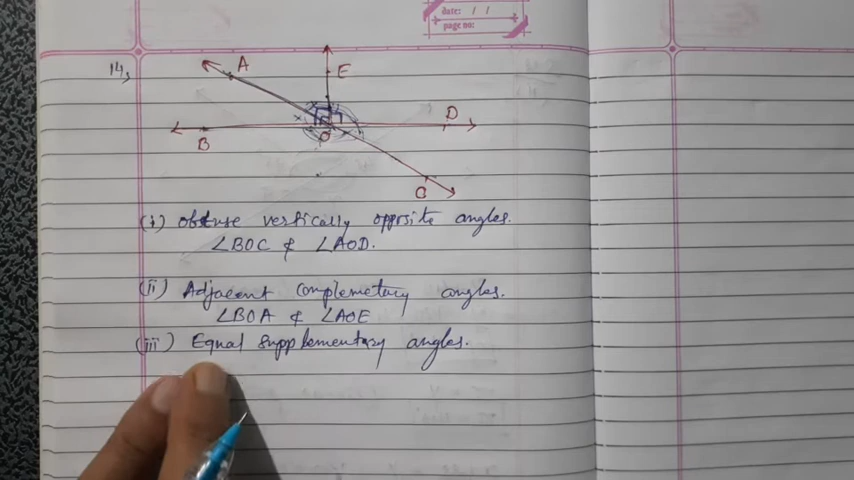 date: / /
page no:
14,
A
E
D
B
O
C
(i) obtuse vertically opposite angles.
∠BOC & ∠AOD.
(ii) Adjacent complemetary angles.
∠BOA & ∠AOE
(iii) Equal supplementary angles.